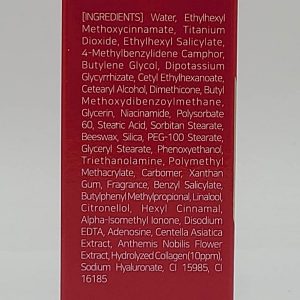 [INGREDIENTS] Water, Ethylhexyl
Methoxycinnamate, Titanium
Dioxide, Ethylhexyl Salicylate,
4-Methylbenzylidene Camphor,
Butylene Glycol, Dipotassium
Glycyrrhizate, Cetyl Ethylhexanoate,
Cetearyl Alcohol, Dimethicone, Butyl
Methoxydibenzoylmethane,
Glycerin, Niacinamide, Polysorbate
60, Stearic Acid, Sorbitan Stearate,
Beeswax, Silica, PEG-100 Stearate,
Glyceryl Stearate, Phenoxyethanol,
Triethanolamine, Polymethyl
Methacrylate, Carbomer, Xanthan
Gum, Fragrance, Benzyl Salicylate,
Butylphenyl Methylpropional, Linalool,
Citronellol, Hexyl Cinnamal,
Alpha-Isomethyl Ionone, Disodium
EDTA, Adenosine, Centella Asiatica
Extract, Anthemis Nobilis Flower
Extract, Hydrolyzed Collagen(10ppm),
Sodium Hyaluronate, CI 15985, CI
16185